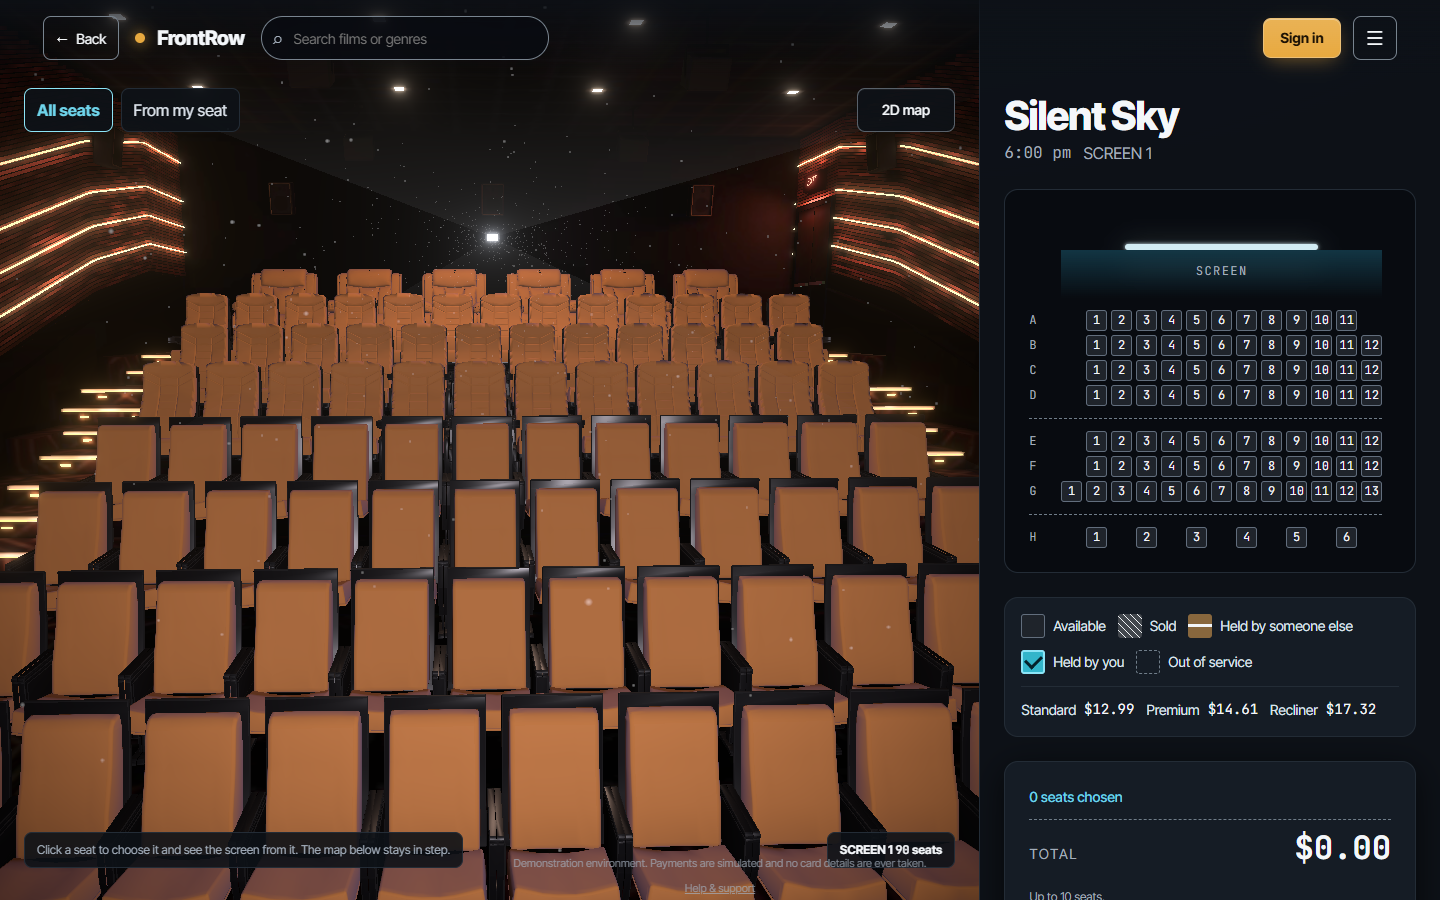 ← Back
FrontRow
Search films or genres
Sign in
All seats
From my seat
2D map
Silent Sky
6:00 pm SCREEN 1
SCREEN
A 1 2 3 4 5 6 7 8 9 10 11
B 1 2 3 4 5 6 7 8 9 10 11 12
C 1 2 3 4 5 6 7 8 9 10 11 12
D 1 2 3 4 5 6 7 8 9 10 11 12
E 1 2 3 4 5 6 7 8 9 10 11 12
F 1 2 3 4 5 6 7 8 9 10 11 12
G 1 2 3 4 5 6 7 8 9 10 11 12 13
H 1 2 3 4 5 6
Available Sold Held by someone else
Held by you Out of service
Standard $12.99 Premium $14.61 Recliner $17.32
0 seats chosen
TOTAL $0.00
Up to 10 seats.
Click a seat to choose it and see the screen from it. The map below stays in step.
SCREEN 1 90 seats
Demonstration environment. Payments are simulated and no card details are ever taken.
Help & support